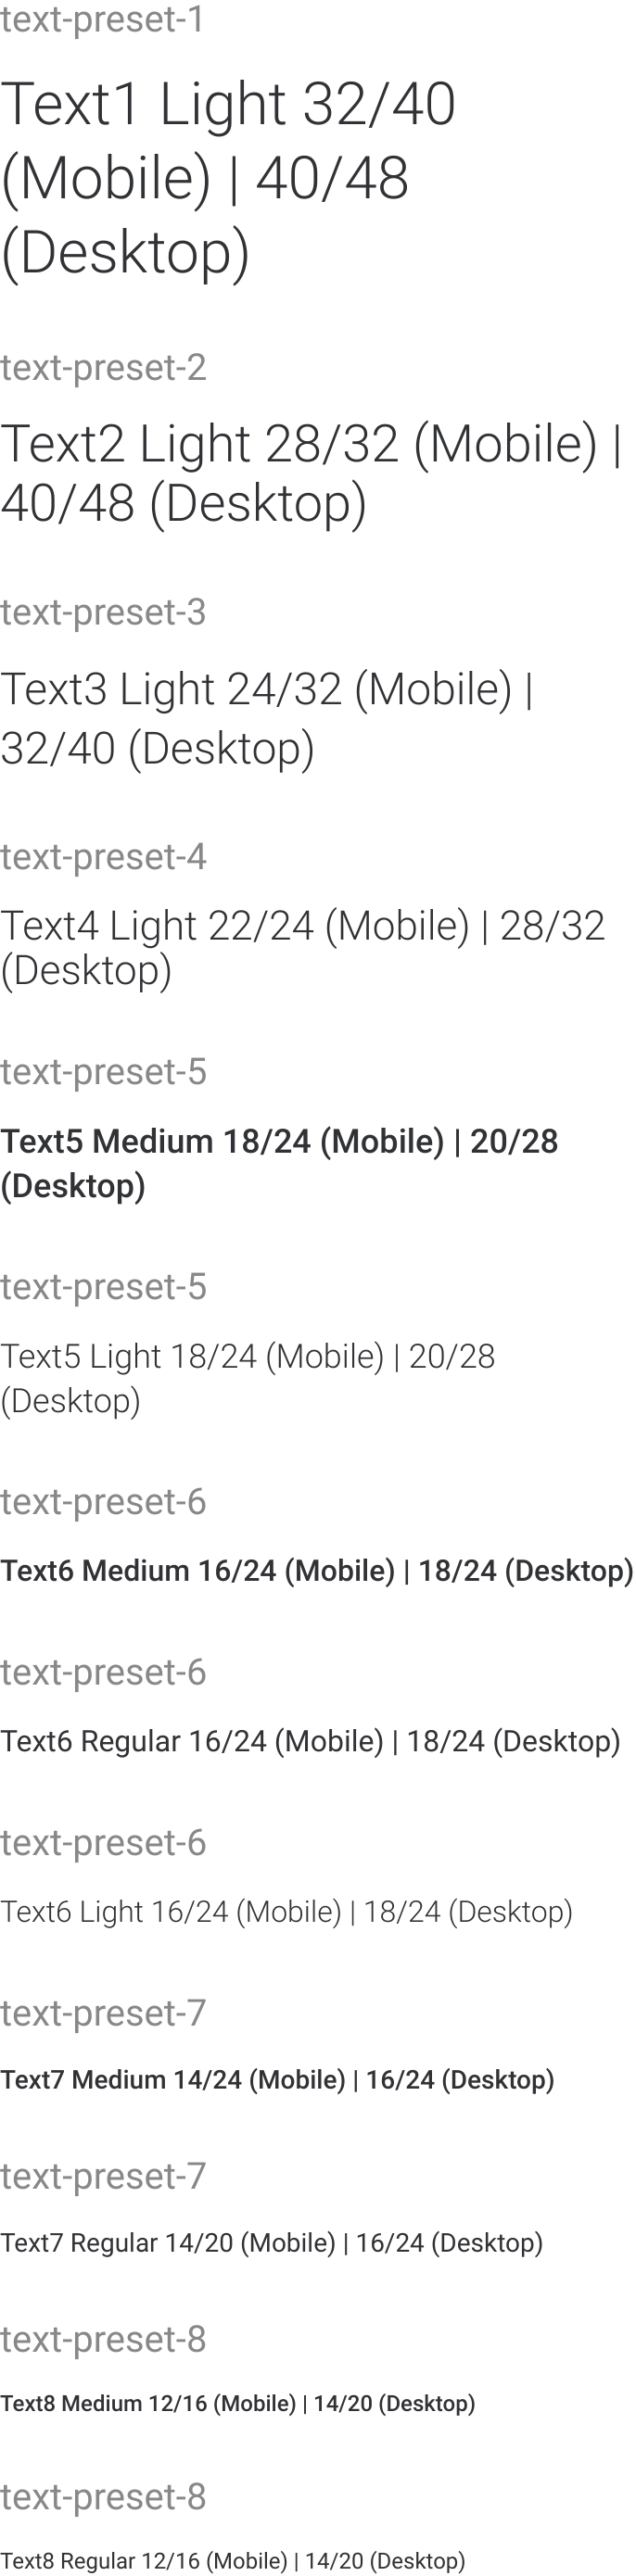 text-preset-1
Text1 Light 32/40
(Mobile) | 40/48
(Desktop)
text-preset-2
Text2 Light 28/32 (Mobile) |
40/48 (Desktop)
text-preset-3
Text3 Light 24/32 (Mobile) |
32/40 (Desktop)
text-preset-4
Text4 Light 22/24 (Mobile) | 28/32
(Desktop)
text-preset-5
Text5 Medium 18/24 (Mobile) | 20/28
(Desktop)
text-preset-5
Text5 Light 18/24 (Mobile) | 20/28
(Desktop)
text-preset-6
Text6 Medium 16/24 (Mobile) | 18/24 (Desktop)
text-preset-6
Text6 Regular 16/24 (Mobile) | 18/24 (Desktop)
text-preset-6
Text6 Light 16/24 (Mobile) | 18/24 (Desktop)
text-preset-7
Text7 Medium 14/24 (Mobile) | 16/24 (Desktop)
text-preset-7
Text7 Regular 14/20 (Mobile) | 16/24 (Desktop)
text-preset-8
Text8 Medium 12/16 (Mobile) | 14/20 (Desktop)
text-preset-8
Text8 Regular 12/16 (Mobile) | 14/20 (Desktop)